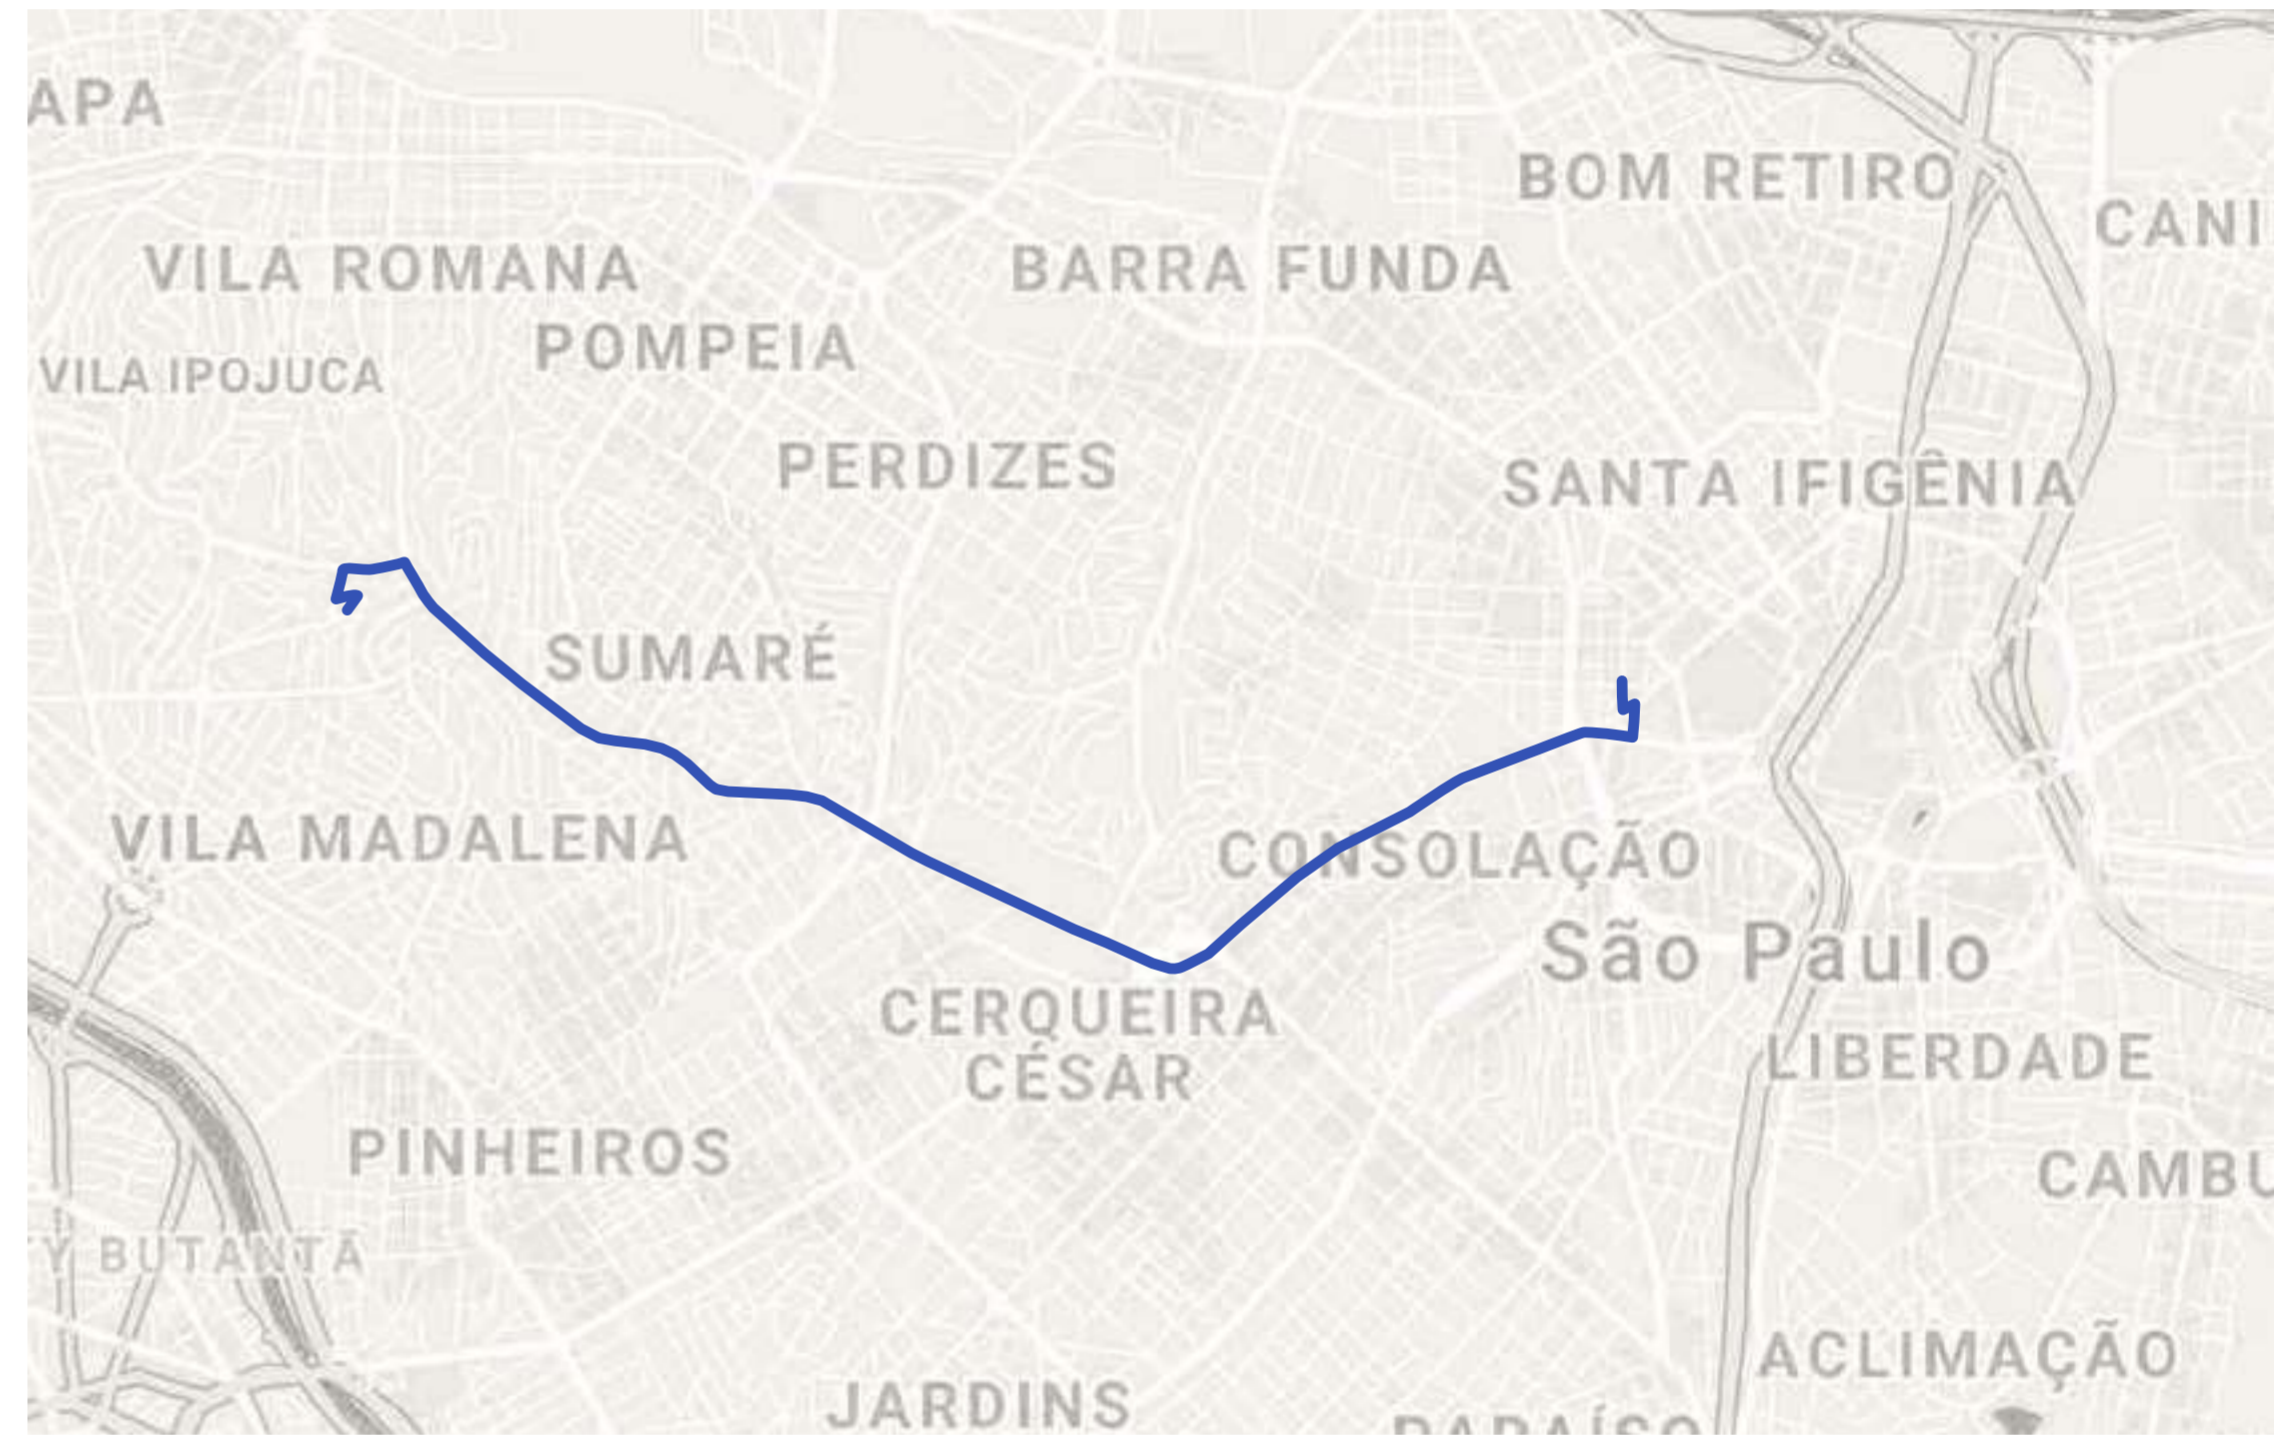 APA
BOM RETIRO
CANI
VILA ROMANA
BARRA FUNDA
POMPEIA
VILA IPOJUCA
PERDIZES
SANTA IFIGÊNIA
SUMARÉ
VILA MADALENA
CONSOLAÇÃO
São Paulo
CERQUEIRA
CÉSAR
LIBERDADE
PINHEIROS
CAMBU
Y BUTANTÃ
ACLIMAÇÃO
JARDINS
PARAÍSO